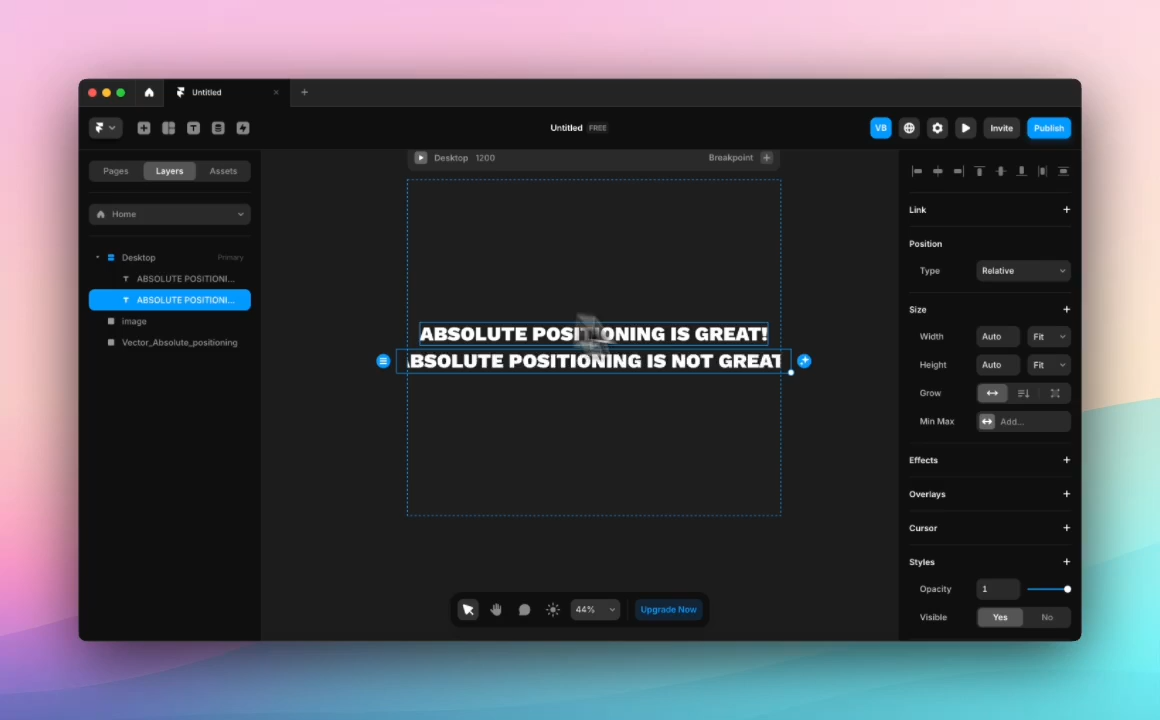 Untitled
Untitled FREE
VB
Invite
Publish
Pages Layers Assets
Home
Desktop Primary
ABSOLUTE POSITIONI...
ABSOLUTE POSITIONI...
image
Vector_Absolute_positioning
Desktop 1200
Breakpoint
ABSOLUTE POSITIONING IS GREAT!
ABSOLUTE POSITIONING IS NOT GREAT
44%
Upgrade Now
Link
Position
Type Relative
Size
Width Auto Fit
Height Auto Fit
Grow
Min Max Add...
Effects
Overlays
Cursor
Styles
Opacity 1
Visible Yes No